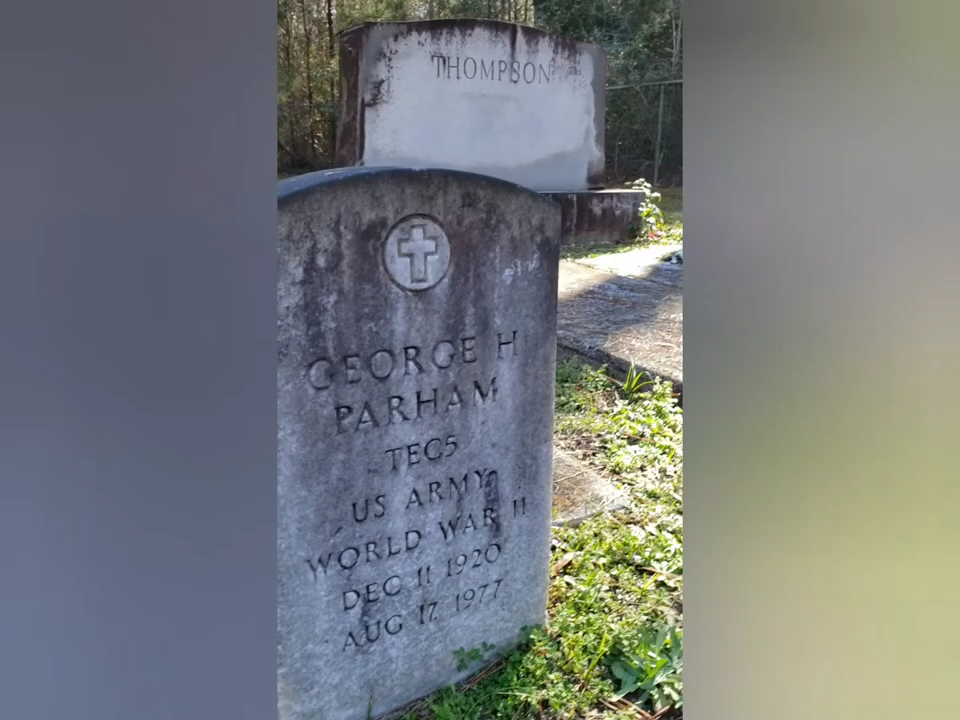 THOMPSON
GEORGE H
PARHAM
TEC5
US ARMY
WORLD WAR II
DEC 11 1920
AUG 17 1977